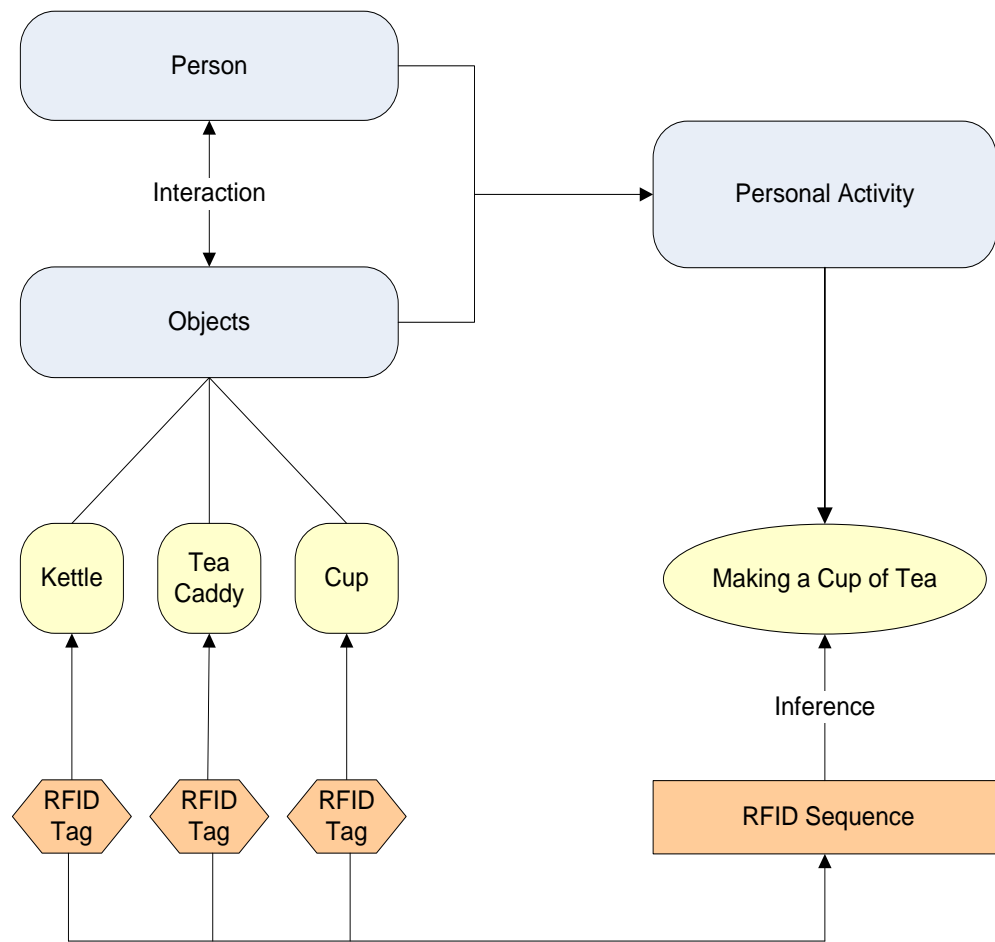 Person
Interaction
Personal Activity
Objects
Kettle
Tea
Caddy
Cup
Making a Cup of Tea
Inference
RFID
Tag
RFID
Tag
RFID
Tag
RFID Sequence